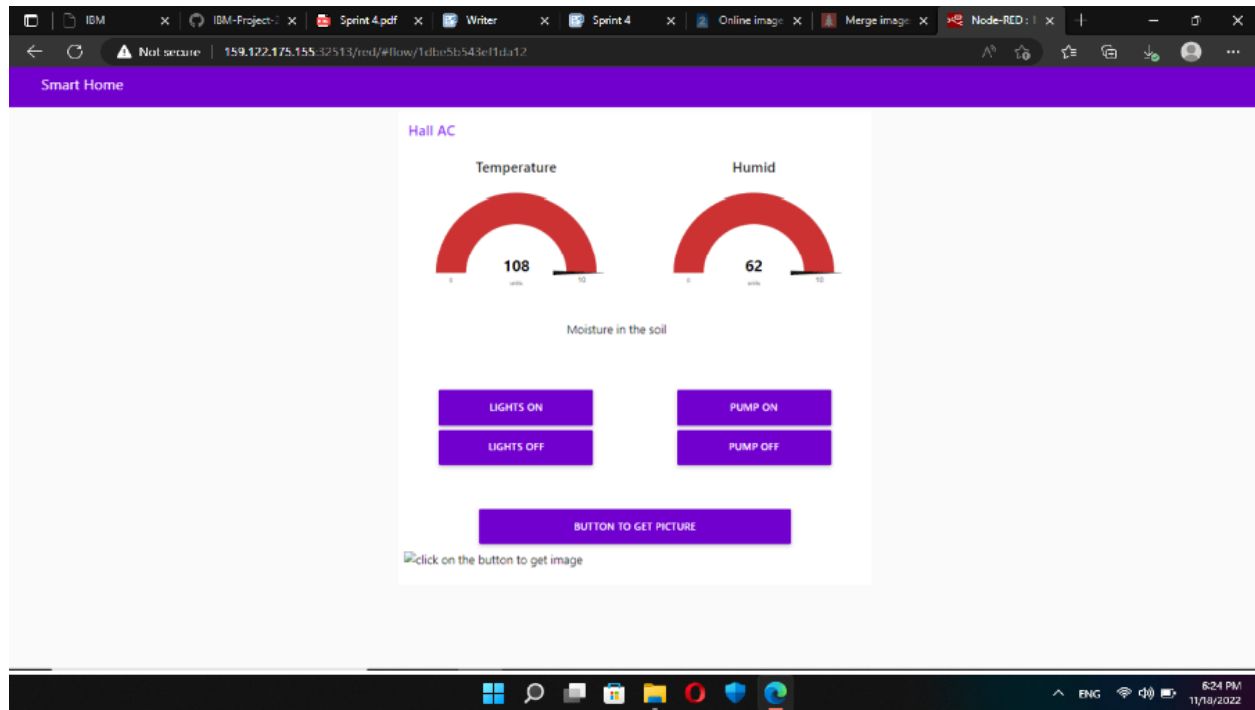 IBM
IBM-Project-
Sprint 4.pdf
Writer
Sprint 4
Online image
Merge image
Node-RED :
Not secure | 159.122.175.155:32513/red/#flow/1dbe5b543ef1da12
Smart Home
Hall AC
Temperature Humid
108 62
units units
0 10 0 10
Moisture in the soil
LIGHTS ON PUMP ON
LIGHTS OFF PUMP OFF
BUTTON TO GET PICTURE
click on the button to get image
ENG 6:24 PM
11/18/2022